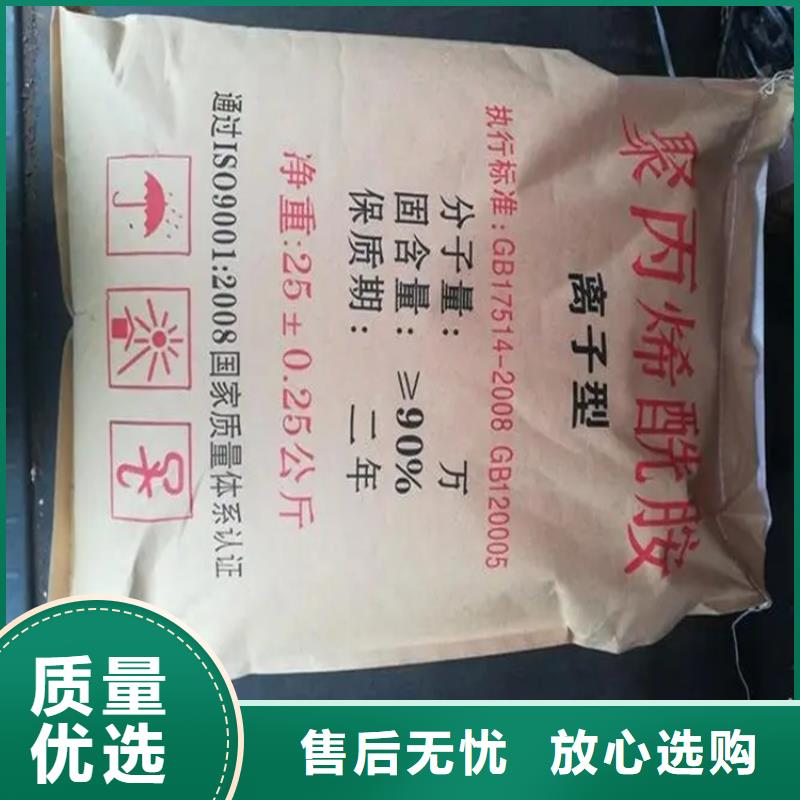 聚丙烯酰胺
离子型
执行标准:GB17514-2008 GB120005
分子量: 万
固含量: ≥90%
保质期: 二年
净重:25±0.25公斤
通过ISO9001:2008国家质量体系认证
质量
优选
售后无忧 放心选购